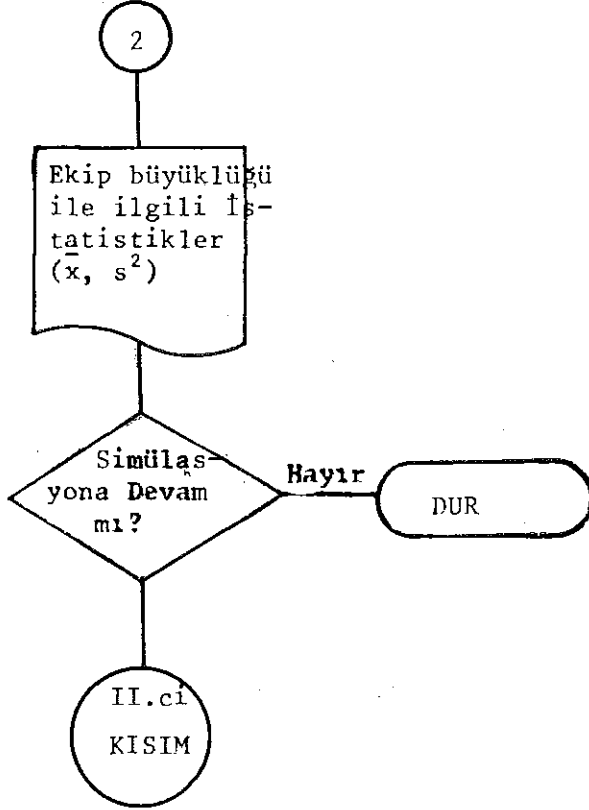 2
Ekip büyüklüğü
ile ilgili İs-
tatistikler
(x̄, s²)
Simülas-
yona Devam
mı?
Hayır
DUR
II.ci
KISIM